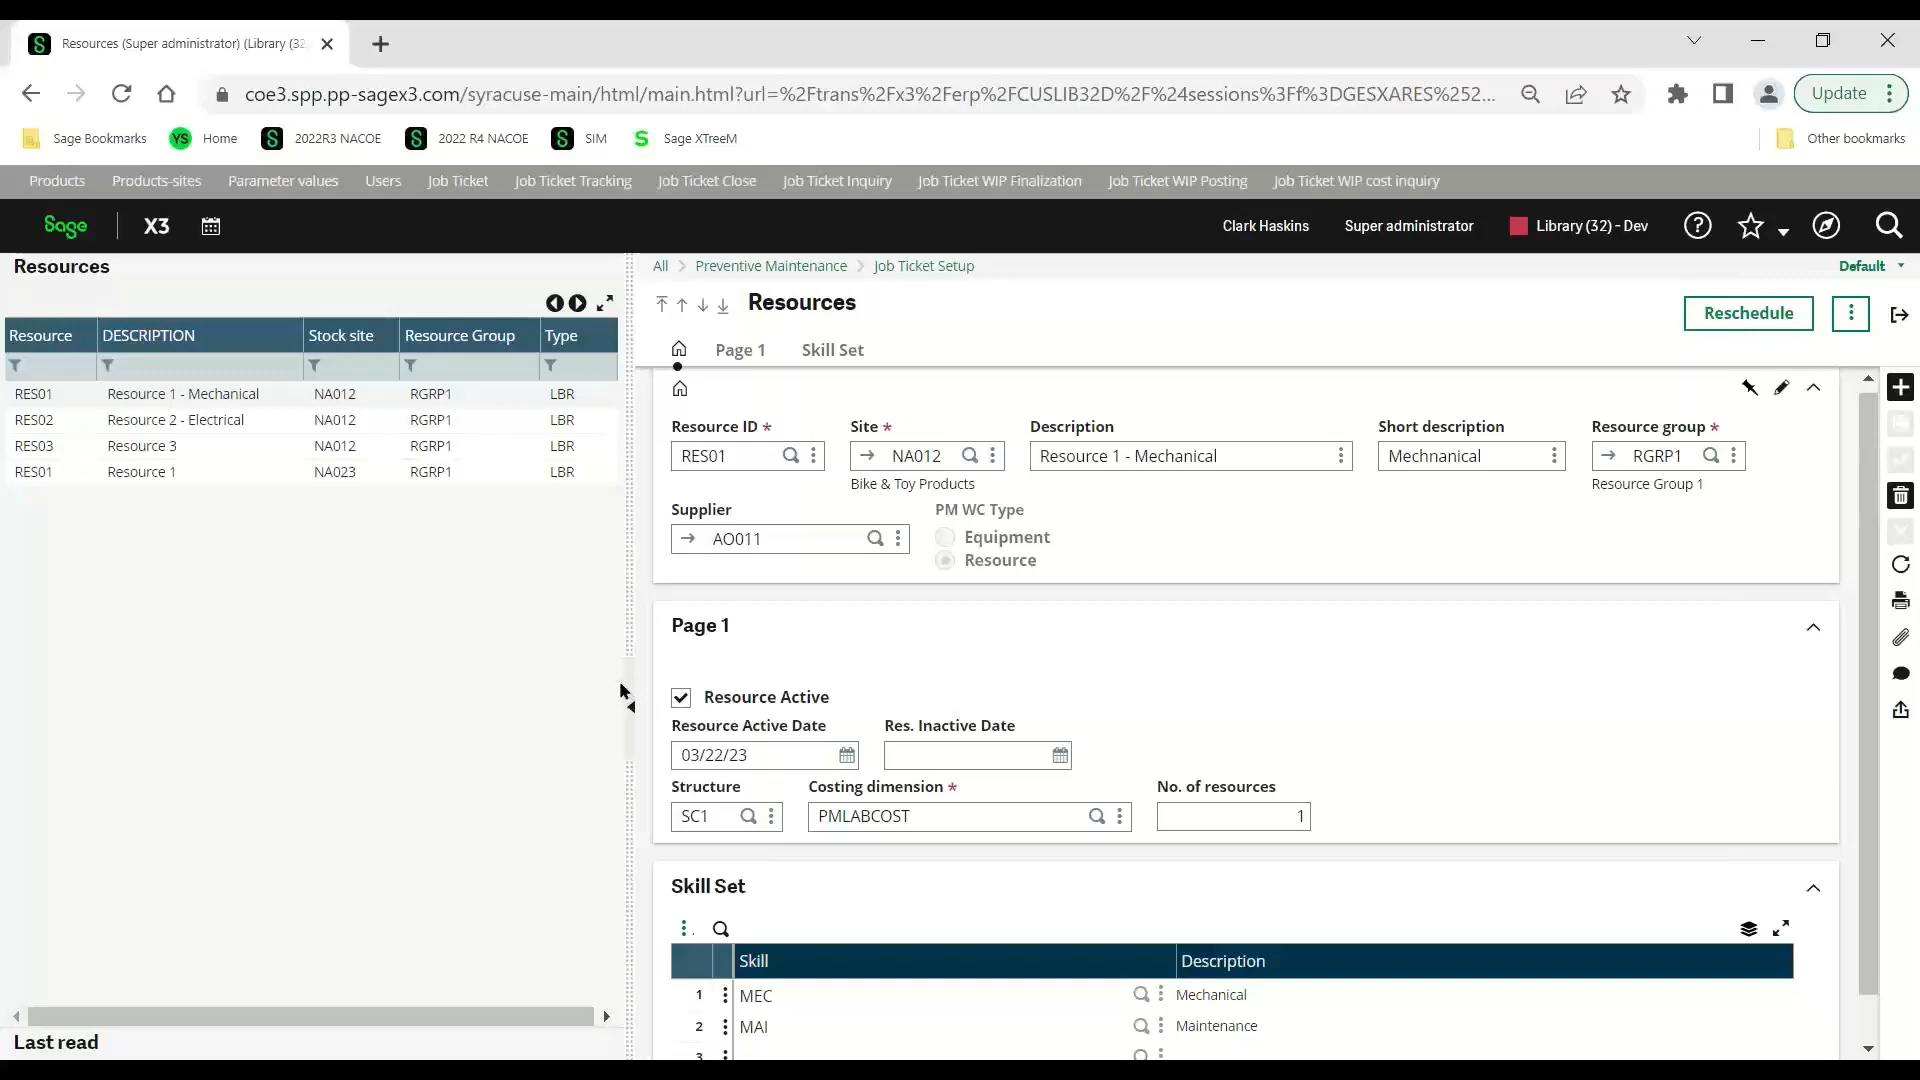 Resources (Super administrator) (Library (32
coe3.spp.pp-sagex3.com/syracuse-main/html/main.html?url=%2Ftrans%2Fx3%2Ferp%2FCUSLIB32D%2F%24sessions%3Ff%3DGESXARES%252...
Update
Sage Bookmarks
YS Home
S 2022R3 NACOE
S 2022 R4 NACOE
S SIM
S Sage XTreeM
Other bookmarks
Products Products-sites Parameter values Users Job Ticket Job Ticket Tracking Job Ticket Close Job Ticket Inquiry Job Ticket WIP Finalization Job Ticket WIP Posting Job Ticket WIP cost inquiry
Sage X3 Clark Haskins Super administrator Library (32) - Dev
Resources
Resource DESCRIPTION Stock site Resource Group Type
RES01 Resource 1 - Mechanical NA012 RGRP1 LBR
RES02 Resource 2 - Electrical NA012 RGRP1 LBR
RES03 Resource 3 NA012 RGRP1 LBR
RES01 Resource 1 NA023 RGRP1 LBR
Last read
All > Preventive Maintenance > Job Ticket Setup
Default
Resources
Reschedule
Page 1 Skill Set
Resource ID * Site * Description Short description Resource group *
RES01 NA012 Resource 1 - Mechanical Mechnanical RGRP1
Bike & Toy Products Resource Group 1
Supplier PM WC Type
AO011
Equipment
Resource
Page 1
Resource Active
Resource Active Date Res. Inactive Date
03/22/23
Structure Costing dimension * No. of resources
SC1 PMLABCOST 1
Skill Set
Skill Description
1 MEC Mechanical
2 MAI Maintenance
3